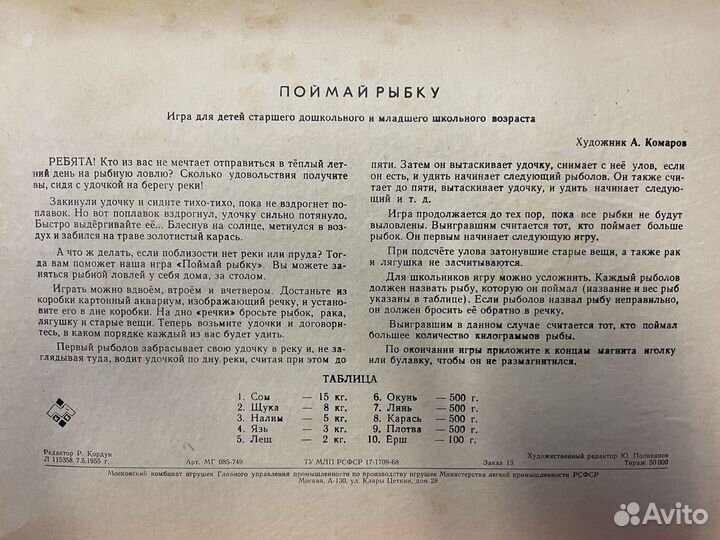 ПОЙМАЙ РЫБКУ
Игра для детей старшего дошкольного и младшего школьного возраста
Художник А. Комаров
РЕБЯТА! Кто из вас не мечтает отправиться в тёплый лет-
ний день на рыбную ловлю? Сколько удовольствия получите
вы, сидя с удочкой на берегу реки!
Закинули удочку и сидите тихо-тихо, пока не вздрогнет по-
плавок. Но вот поплавок вздрогнул, удочку сильно потянуло.
Быстро выдёргивайте её... Блеснув на солнце, метнулся в воз-
дух и забился на траве золотистый карась.
А что ж делать, если поблизости нет реки или пруда? Тог-
да вам поможет наша игра «Поймай рыбку». Вы можете за-
няться рыбной ловлей у себя дома, за столом.
Играть можно вдвоём, втроём и вчетвером. Достаньте из
коробки картонный аквариум, изображающий речку, и устано-
вите его в дне коробки. На дно «речки» бросьте рыбок, рака,
лягушку и старые вещи. Теперь возьмите удочки и договори-
тесь, в каком порядке каждый из вас будет удить.
Первый рыболов забрасывает свою удочку в реку и, не за-
глядывая туда, водит удочкой по дну реки, считая при этом до
пяти. Затем он вытаскивает удочку, снимает с неё улов, если
он есть, и удить начинает следующий рыболов. Он также счи-
тает до пяти, вытаскивает удочку, и удить начинает следую-
щий и т. д.
Игра продолжается до тех пор, пока все рыбки не будут
выловлены. Выигравшим считается тот, кто поймает больше
рыбок. Он первым начинает следующую игру.
При подсчёте улова затонувшие старые вещи, а также рак
и лягушка не засчитываются.
Для школьников игру можно усложнить. Каждый рыболов
должен назвать рыбу, которую он поймал (название и вес рыб
указаны в таблице). Если рыболов назвал рыбу неправильно,
он должен бросить её обратно в речку.
Выигравшим в данном случае считается тот, кто поймал
большее количество килограммов рыбы.
По окончании игры приложите к концам магнита иголку
или булавку, чтобы он не размагнитился.
ТАБЛИЦА
1. Сом — 15 кг. 6. Окунь — 500 г.
2. Щука — 8 кг. 7. Линь — 500 г.
3. Налим — 5 кг. 8. Карась — 500 г.
4. Язь — 3 кг. 9. Плотва — 500 г.
5. Лещ — 2 кг. 10. Ёрш — 100 г.
Редактор Р. Кордун Художественный редактор Ю. Поливанов
Л 115358 7.5.1955 г. Арт. МГ 085-749 ТУ МЛП РСФСР 17-1709-68 Заказ 13 Тираж 50 000
Московский комбинат игрушек Главного управления промышленности по производству игрушек Министерства легкой промышленности РСФСР
Москва, А-130, ул. Клары Цеткин, дом 28
Avito